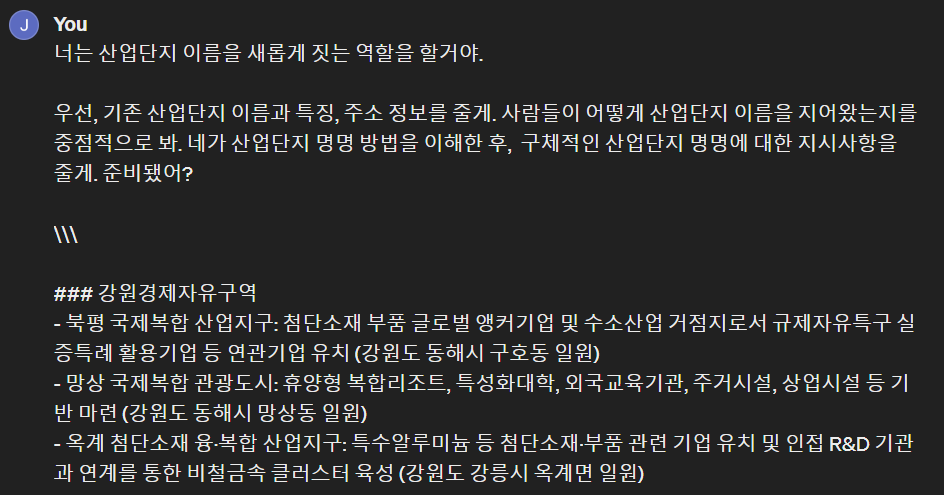 J You
너는 산업단지 이름을 새롭게 짓는 역할을 할거야.
우선, 기존 산업단지 이름과 특징, 주소 정보를 줄게. 사람들이 어떻게 산업단지 이름을 지어왔는지를
중점적으로 봐. 네가 산업단지 명명 방법을 이해한 후, 구체적인 산업단지 명명에 대한 지시사항을
줄게. 준비됐어?
\\\
### 강원경제자유구역
- 북평 국제복합 산업지구: 첨단소재 부품 글로벌 앵커기업 및 수소산업 거점지로서 규제자유특구 실
증특례 활용기업 등 연관기업 유치 (강원도 동해시 구호동 일원)
- 망상 국제복합 관광도시: 휴양형 복합리조트, 특성화대학, 외국교육기관, 주거시설, 상업시설 등 기
반 마련 (강원도 동해시 망상동 일원)
- 옥계 첨단소재 융·복합 산업지구: 특수알루미늄 등 첨단소재·부품 관련 기업 유치 및 인접 R&D 기관
과 연계를 통한 비철금속 클러스터 육성 (강원도 강릉시 옥계면 일원)